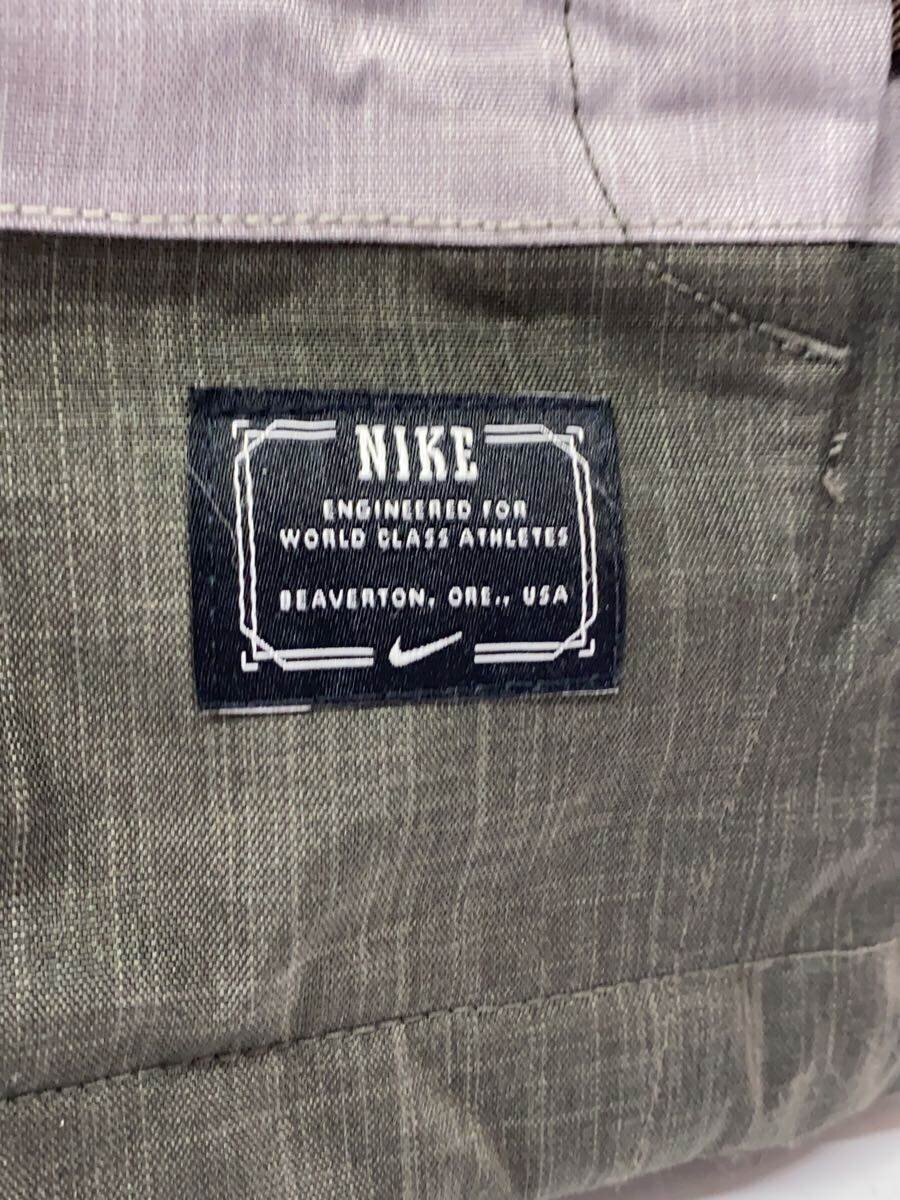 NIKE
ENGINEERED FOR
WORLD CLASS ATHLETES
BEAVERTON, ORE., USA